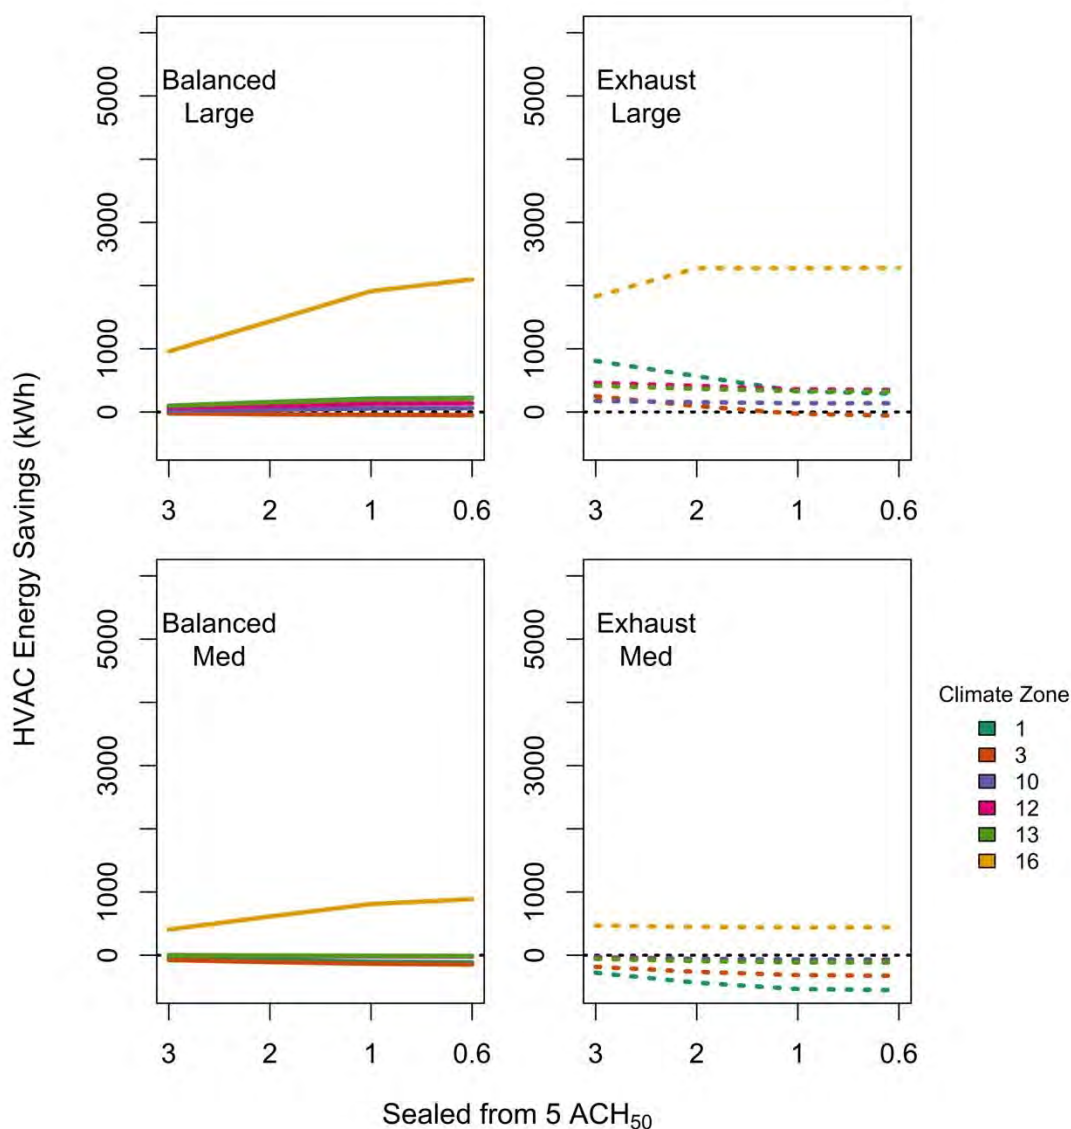 HVAC Energy Savings (kWh)
Balanced
Large
5000
3000
1000
0
3 2 1 0.6
Exhaust
Large
5000
3000
1000
0
3 2 1 0.6
Balanced
Med
5000
3000
1000
0
3 2 1 0.6
Exhaust
Med
5000
3000
1000
0
3 2 1 0.6
Climate Zone
1
3
10
12
13
16
Sealed from 5 ACH₅₀